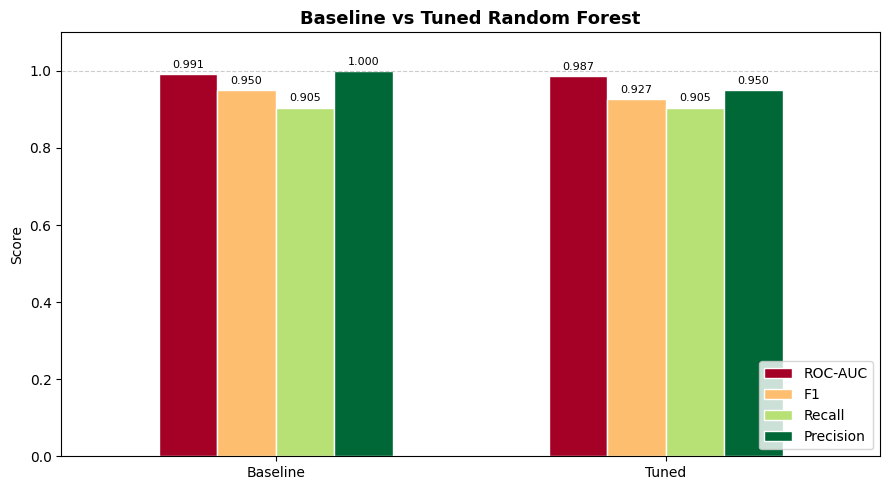 Baseline vs Tuned Random Forest
0.991
0.950
0.905
1.000
0.987
0.927
0.905
0.950
1.0
0.8
0.6
0.4
0.2
0.0
Score
ROC-AUC
F1
Recall
Precision
Baseline
Tuned